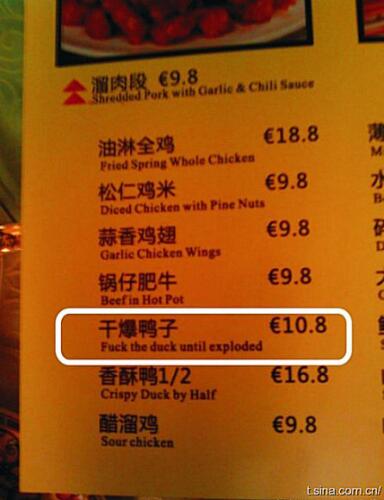 溜肉段 €9.8
Shredded Pork with Garlic & Chili Sauce
油淋全鸡 €18.8
Fried Spring Whole Chicken
松仁鸡米 €9.8
Diced Chicken with Pine Nuts
蒜香鸡翅 €9.8
Garlic Chicken Wings
锅仔肥牛 €9.8
Beef in Hot Pot
干爆鸭子 €10.8
Fuck the duck until exploded
香酥鸭1/2 €16.8
Crispy Duck by Half
醋溜鸡 €9.8
Sour chicken
t.sina.com.cn/